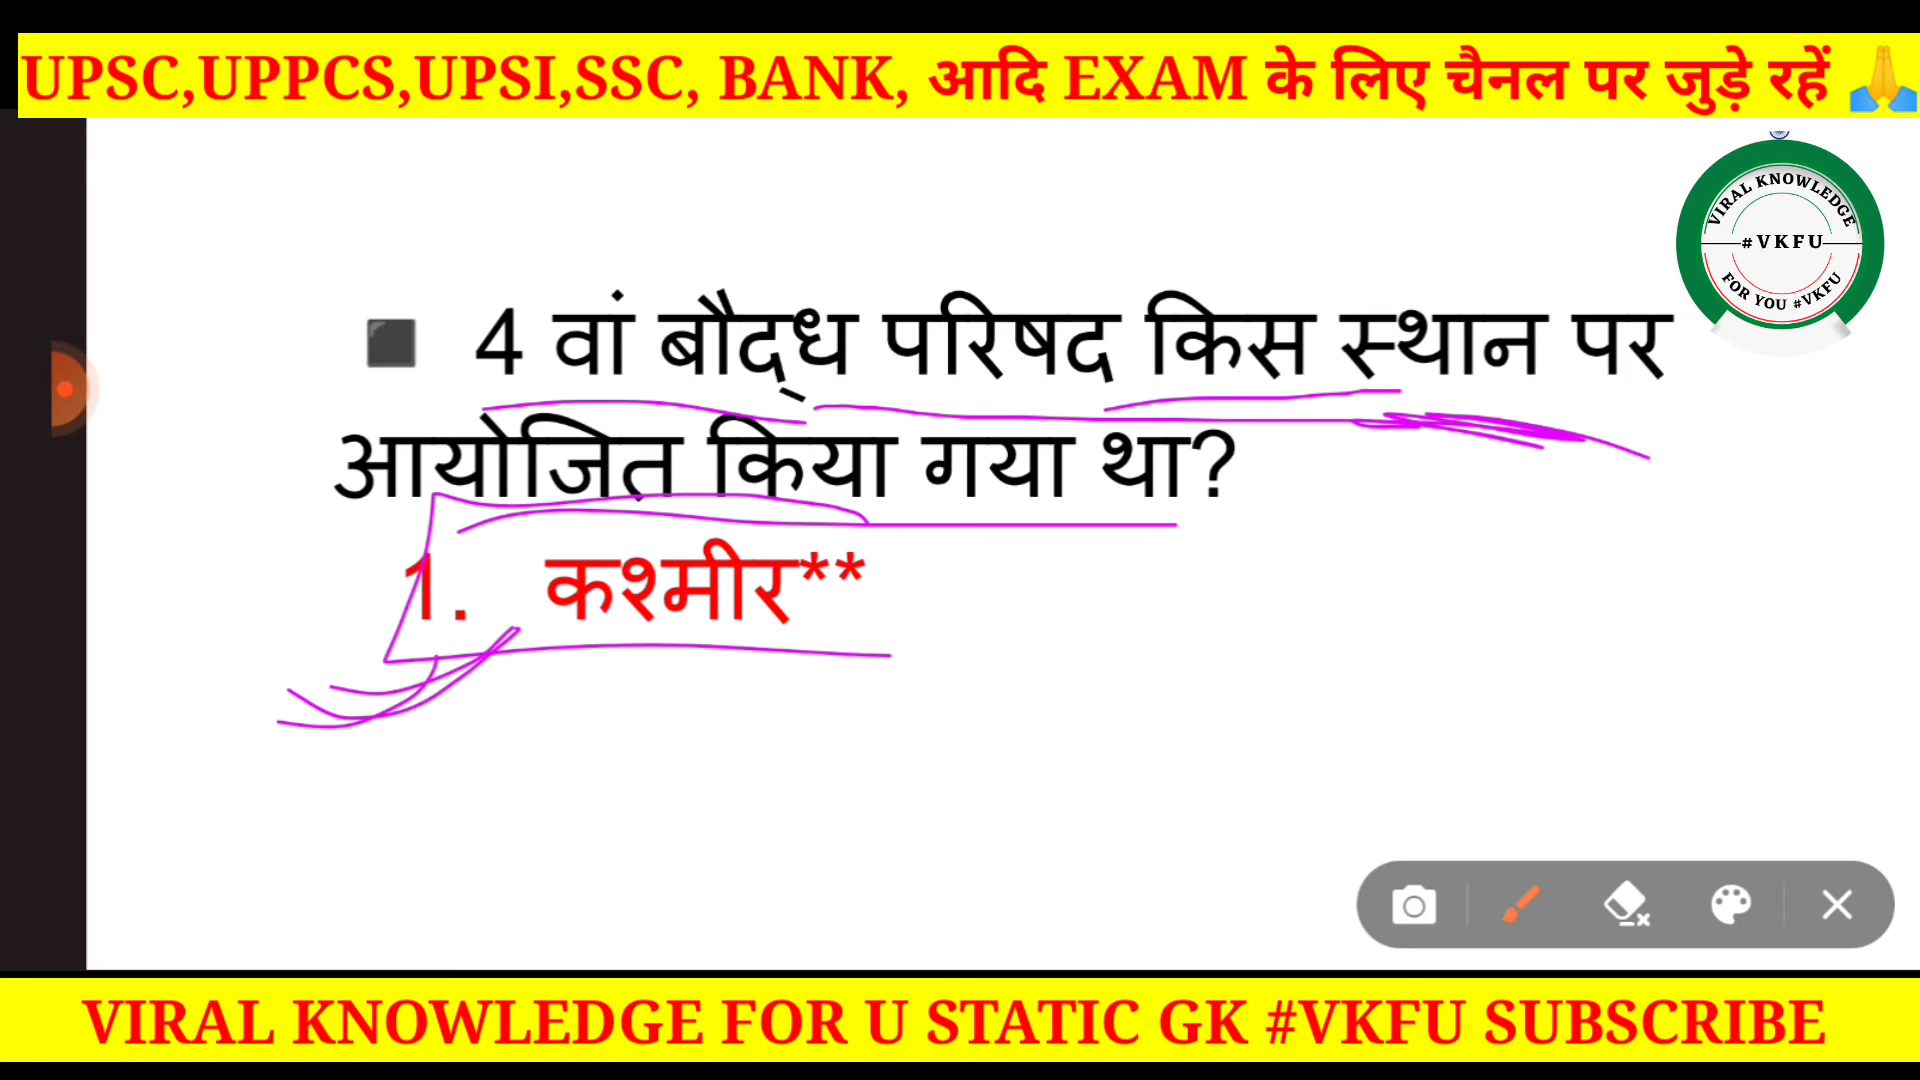 UPSC,UPPCS,UPSI,SSC, BANK, आदि EXAM के लिए चैनल पर जुड़े रहें 🙏
VIRAL KNOWLEDGE
#VKFU
FOR YOU #VKFU
◾ 4 वां बौद्ध परिषद किस स्थान पर
आयोजित किया गया था?
1. कश्मीर**
VIRAL KNOWLEDGE FOR U STATIC GK #VKFU SUBSCRIBE